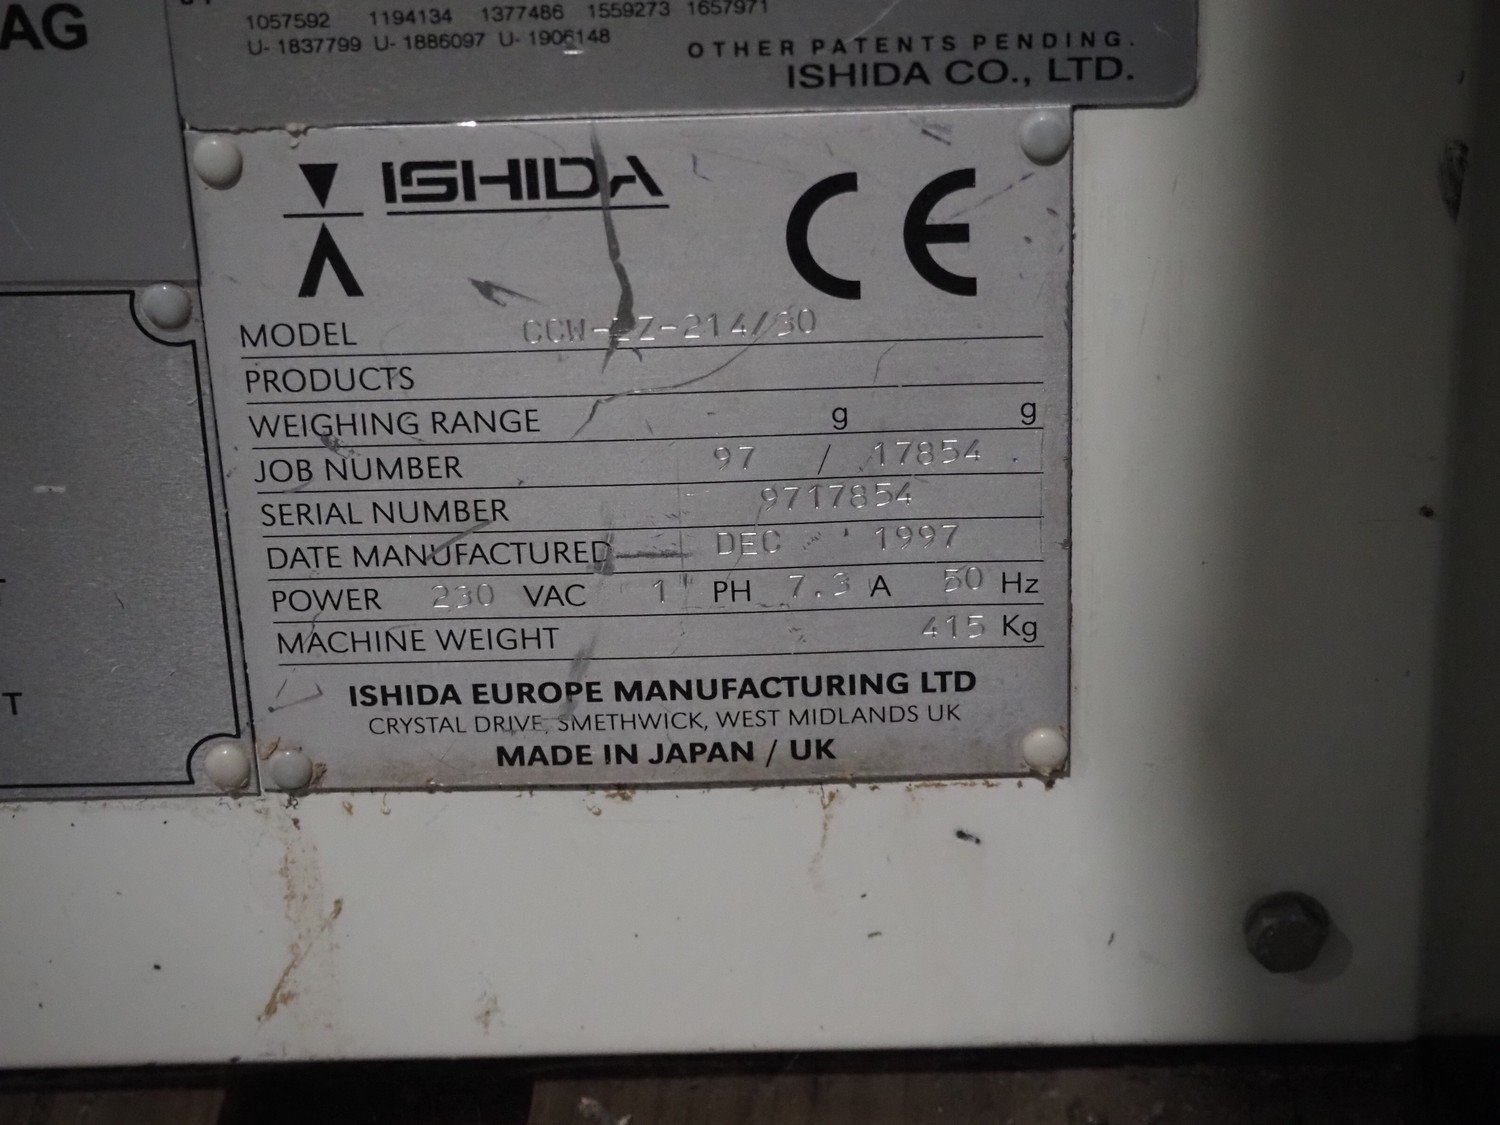 AG
1057592 1194134 1377486 1559273 1657971
U- 1837799 U- 1886097 U- 1906148
OTHER PATENTS PENDING.
ISHIDA CO., LTD.
ISHIDA CE
MODEL
PRODUCTS
WEIGHING RANGE g g
JOB NUMBER 97 / 17854
SERIAL NUMBER 9717854
DATE MANUFACTURED DEC 1997
POWER 230 VAC 1 PH 7.3 A 50 Hz
MACHINE WEIGHT 415 Kg
ISHIDA EUROPE MANUFACTURING LTD
CRYSTAL DRIVE, SMETHWICK, WEST MIDLANDS UK
MADE IN JAPAN / UK
T